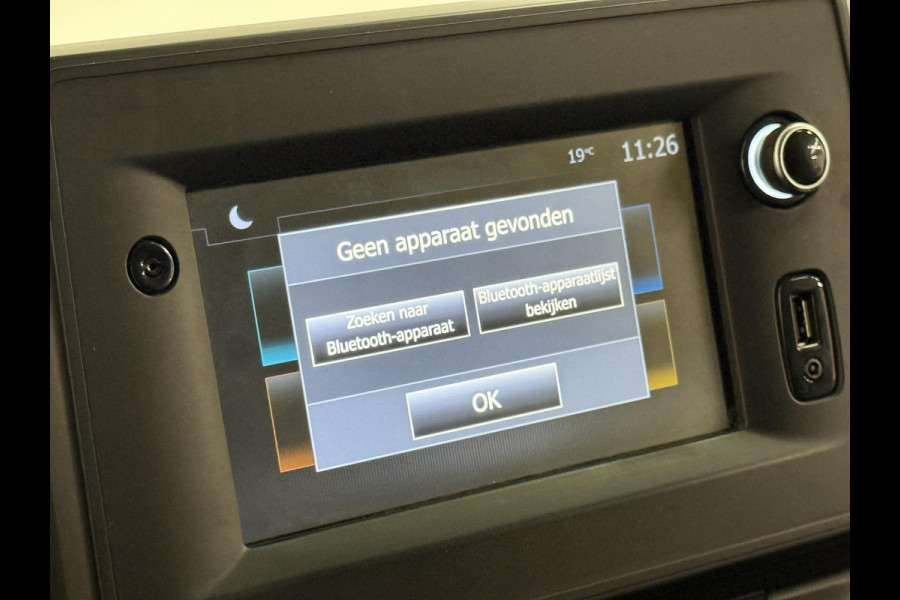 19°C 11:26
Geen apparaat gevonden
Zoeken naar
Bluetooth-apparaat
Bluetooth-apparaatlijst
bekijken
OK